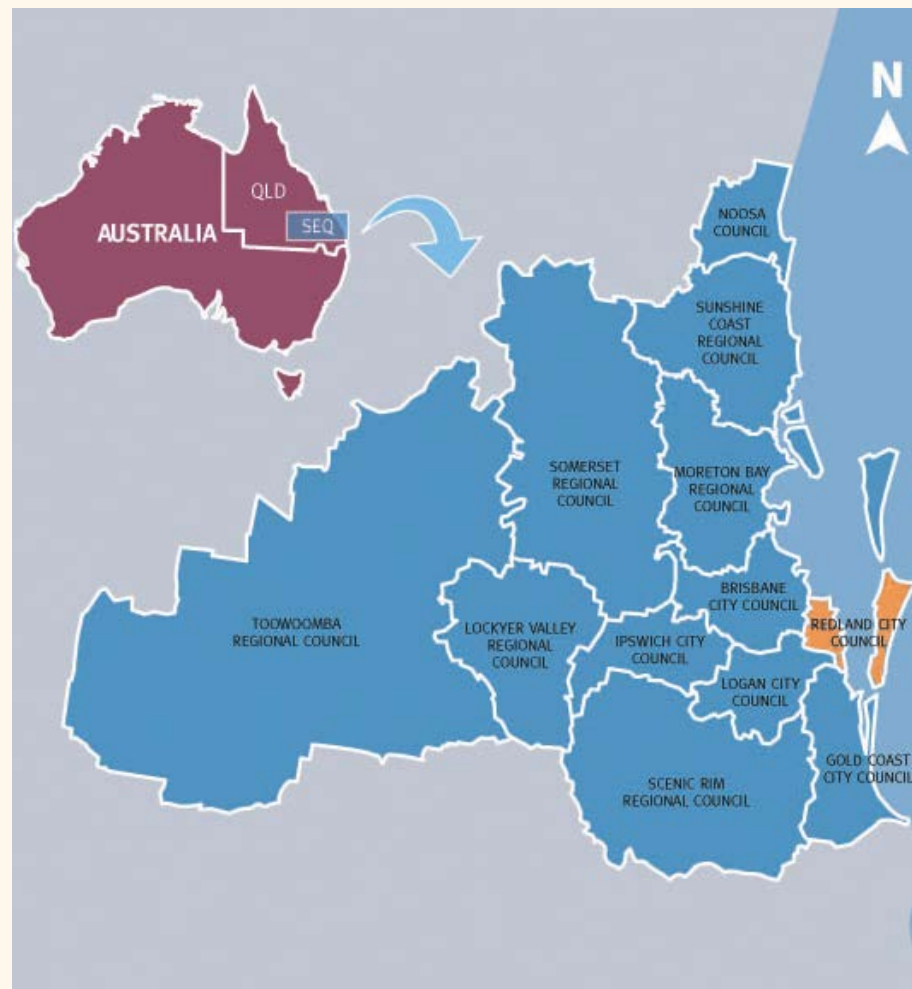 N
QLD
SEQ
AUSTRALIA
NOOSA
COUNCIL
SUNSHINE
COAST
REGIONAL
COUNCIL
SOMERSET
REGIONAL
COUNCIL
MORETON BAY
REGIONAL
COUNCIL
BRISBANE
CITY COUNCIL
REDLAND CITY
COUNCIL
TOOWOOMBA
REGIONAL COUNCIL
LOCKYER VALLEY
REGIONAL
COUNCIL
IPSWICH CITY
COUNCIL
LOGAN CITY
COUNCIL
GOLD COAST
CITY COUNCIL
SCENIC RIM
REGIONAL COUNCIL